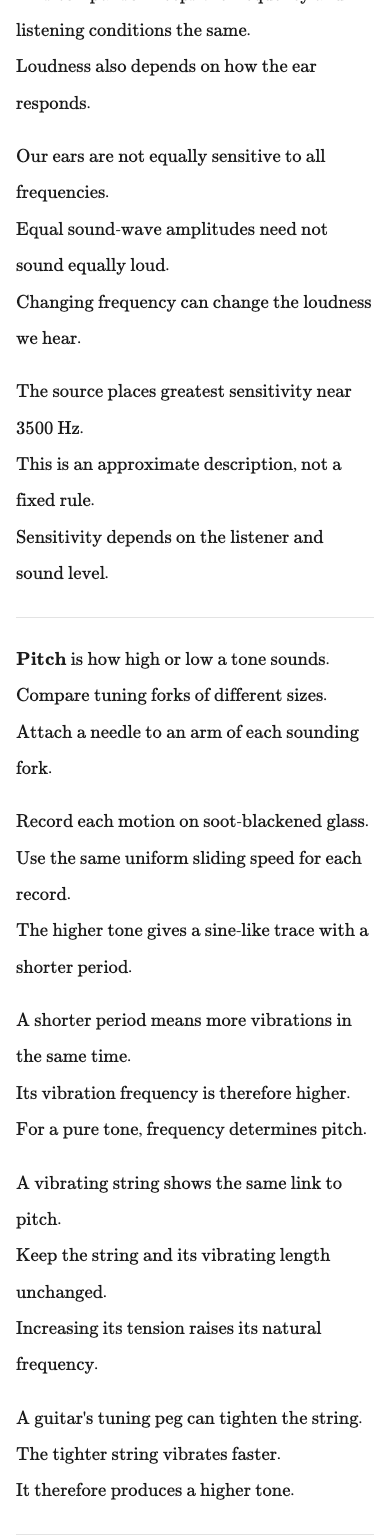 listening conditions the same.
Loudness also depends on how the ear
responds.
Our ears are not equally sensitive to all
frequencies.
Equal sound-wave amplitudes need not
sound equally loud.
Changing frequency can change the loudness
we hear.
The source places greatest sensitivity near
3500 Hz.
This is an approximate description, not a
fixed rule.
Sensitivity depends on the listener and
sound level.
Pitch is how high or low a tone sounds.
Compare tuning forks of different sizes.
Attach a needle to an arm of each sounding
fork.
Record each motion on soot-blackened glass.
Use the same uniform sliding speed for each
record.
The higher tone gives a sine-like trace with a
shorter period.
A shorter period means more vibrations in
the same time.
Its vibration frequency is therefore higher.
For a pure tone, frequency determines pitch.
A vibrating string shows the same link to
pitch.
Keep the string and its vibrating length
unchanged.
Increasing its tension raises its natural
frequency.
A guitar's tuning peg can tighten the string.
The tighter string vibrates faster.
It therefore produces a higher tone.